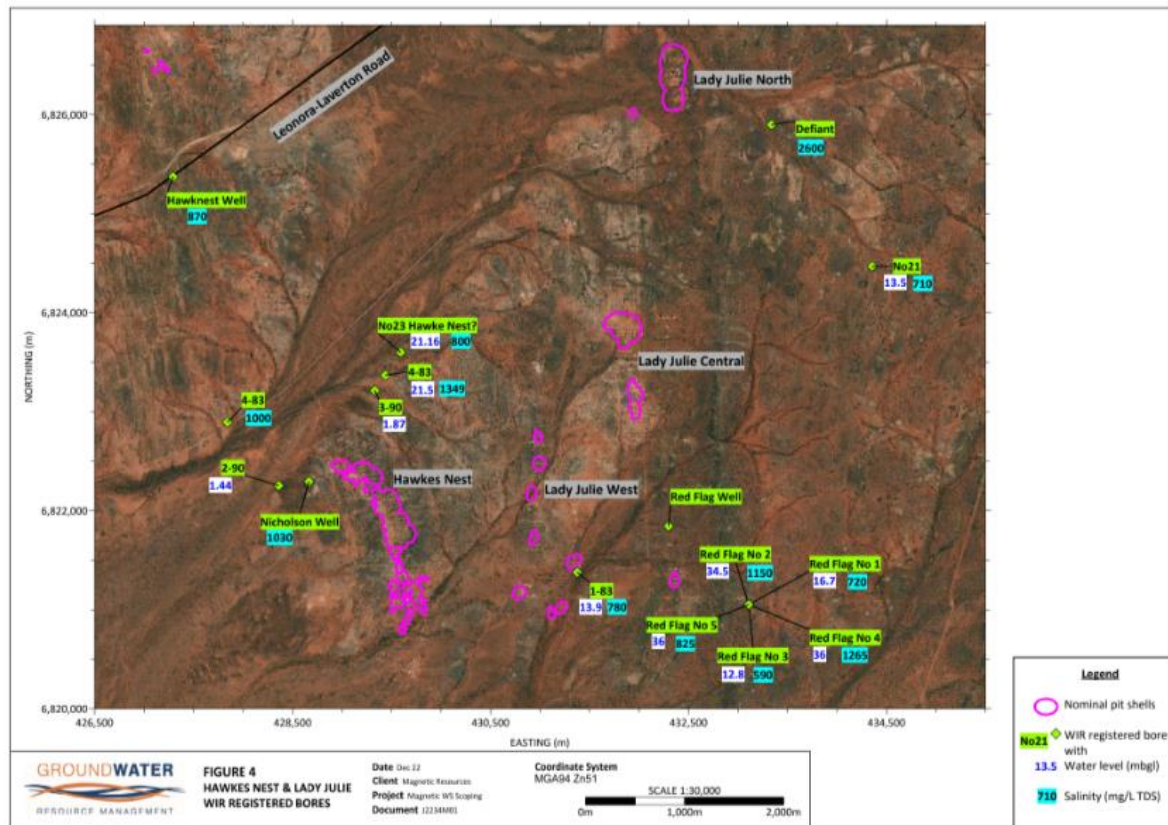 Lady Julie North
Leonora-Laverton Road
6,826,000
Defiant
2600
Hawknest Well
870
No21
13.5 710
6,824,000
No23 Hawke Nest?
21.16 800
Lady Julie Central
4-83
21.5 1349
3-90
1.87
4-83
1000
2-90
1.44
Hawkes Nest
Lady Julie West
Red Flag Well
6,822,000
Nicholson Well
1030
Red Flag No 2
34.5 1150
Red Flag No 1
16.7 720
1-83
13.9 780
Red Flag No 5
36 825
Red Flag No 4
36 1265
Red Flag No 3
12.8 590
6,820,000
426,500 428,500 430,500 432,500 434,500
NORTHING (m)
EASTING (m)
Legend
Nominal pit shells
No21 WIR registered bore
with
13.5 Water level (mbgl)
710 Salinity (mg/L TDS)
GROUNDWATER
RESOURCE MANAGEMENT
FIGURE 4
HAWKES NEST & LADY JULIE
WIR REGISTERED BORES
Date Dec 22
Client Magnetic Resources
Project Magnetic WS Scoping
Document J2234M01
Coordinate System
MGA94 Zn51
SCALE 1:30,000
0m 1,000m 2,000m